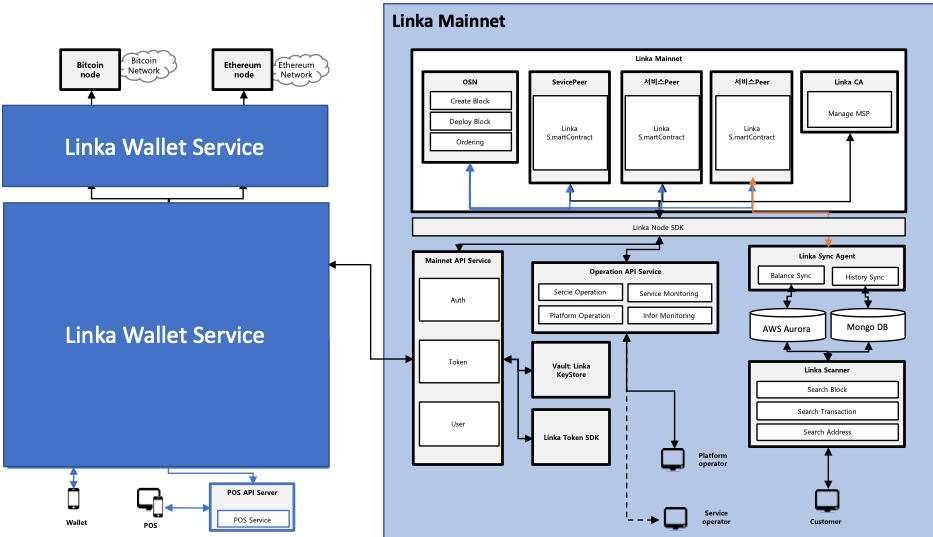 Linka Mainnet
Bitcoin
node
Bitcoin
Network
Ethereum
node
Ethereum
Network
Linka Wallet Service
Linka Wallet Service
Wallet
POS
POS API Server
POS Service
Linka Mainnet
OSN
Create Block
Deploy Block
Ordering
SevicePeer
Linka
S,martContract
서비스Peer
Linka
S,martContract
서비스Peer
Linka
S,martContract
Linka CA
Manage MSP
Linka Node SDK
Mainnet API Service
Auth
Token
User
Operation API Service
Sercie Operation
Service Monitoring
Platform Operation
Infor Monitoring
Vault: Linka
KeyStore
Linka Token SDK
Platform
operator
Service
operator
Linka Sync Agent
Balance Sync
History Sync
AWS Aurora
Mongo DB
Linka Scanner
Search Block
Search Transaction
Search Address
Customer